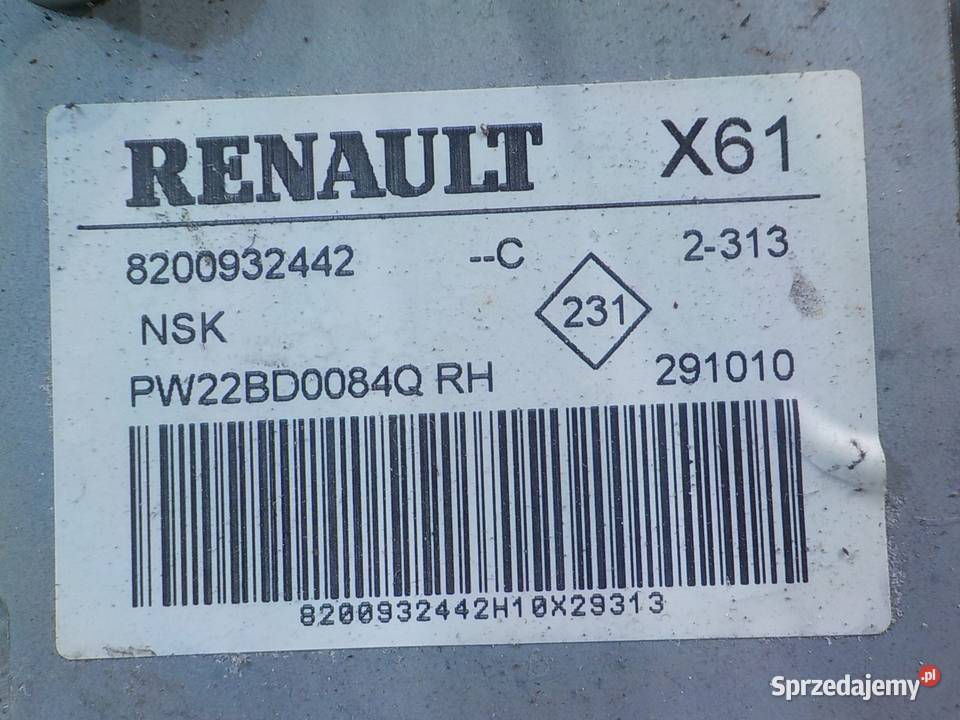 RENAULT X61
8200932442 --C 2-313
NSK 231
PW22BD0084Q RH 291010
8200932442H10X29313
Sprzedajemy.pl